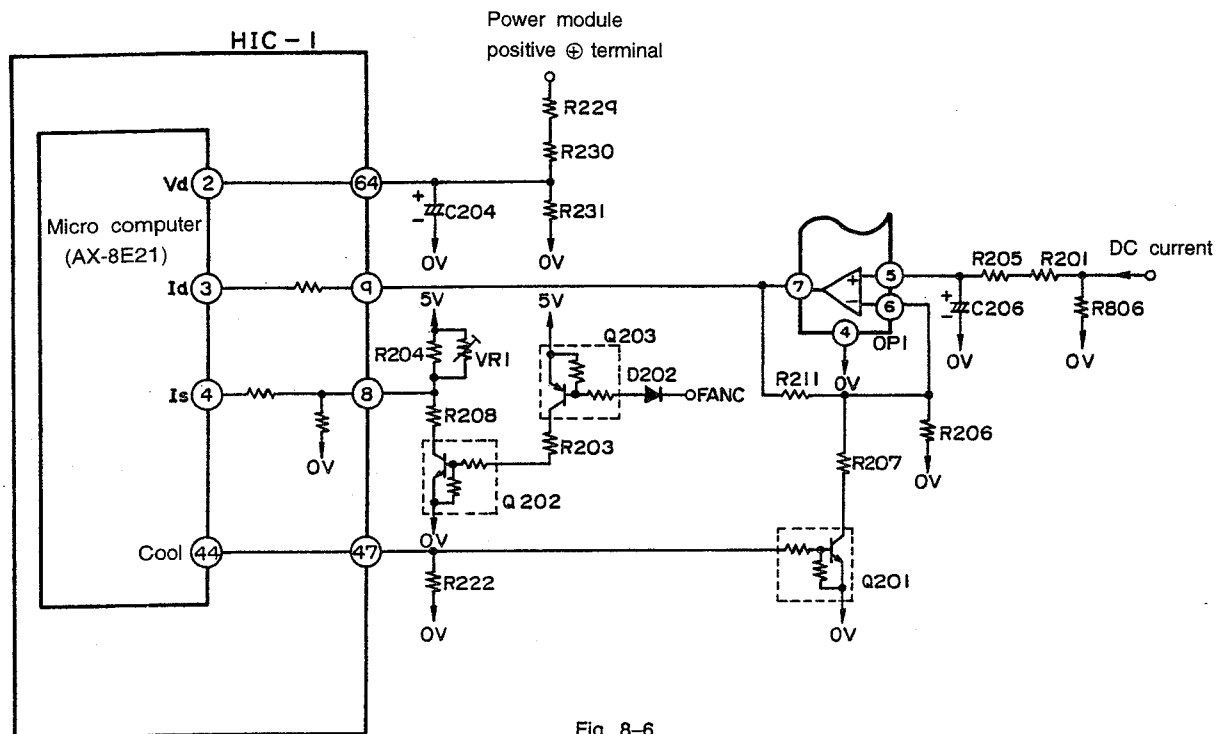 Power module
positive ⊕ terminal
HIC-1
R229
R230
Vd
2
64
+
-
C204
R231
0V
0V
Micro computer
(AX-8E21)
Id
3
9
7
+
-
5
6
4
OP1
0V
R205
R201
DC current
+
-
C206
R806
0V
0V
5V
5V
R204
VR1
Q203
D202
FANC
R211
Is
4
8
R208
R203
R206
0V
R207
0V
Q202
0V
Cool
44
47
R222
0V
Q201
0V
Fig. 8-6